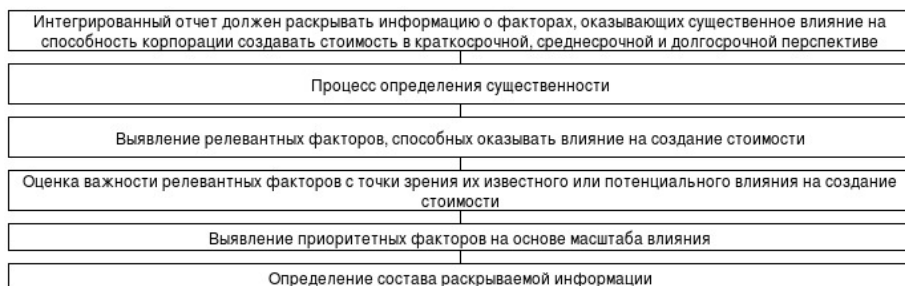 Интегрированный отчет должен раскрывать информацию о факторах, оказывающих существенное влияние на
способность корпорации создавать стоимость в краткосрочной, среднесрочной и долгосрочной перспективе
Процесс определения существенности
Выявление релевантных факторов, способных оказывать влияние на создание стоимости
Оценка важности релевантных факторов с точки зрения их известного или потенциального влияния на создание
стоимости
Выявление приоритетных факторов на основе масштаба влияния
Определение состава раскрываемой информации